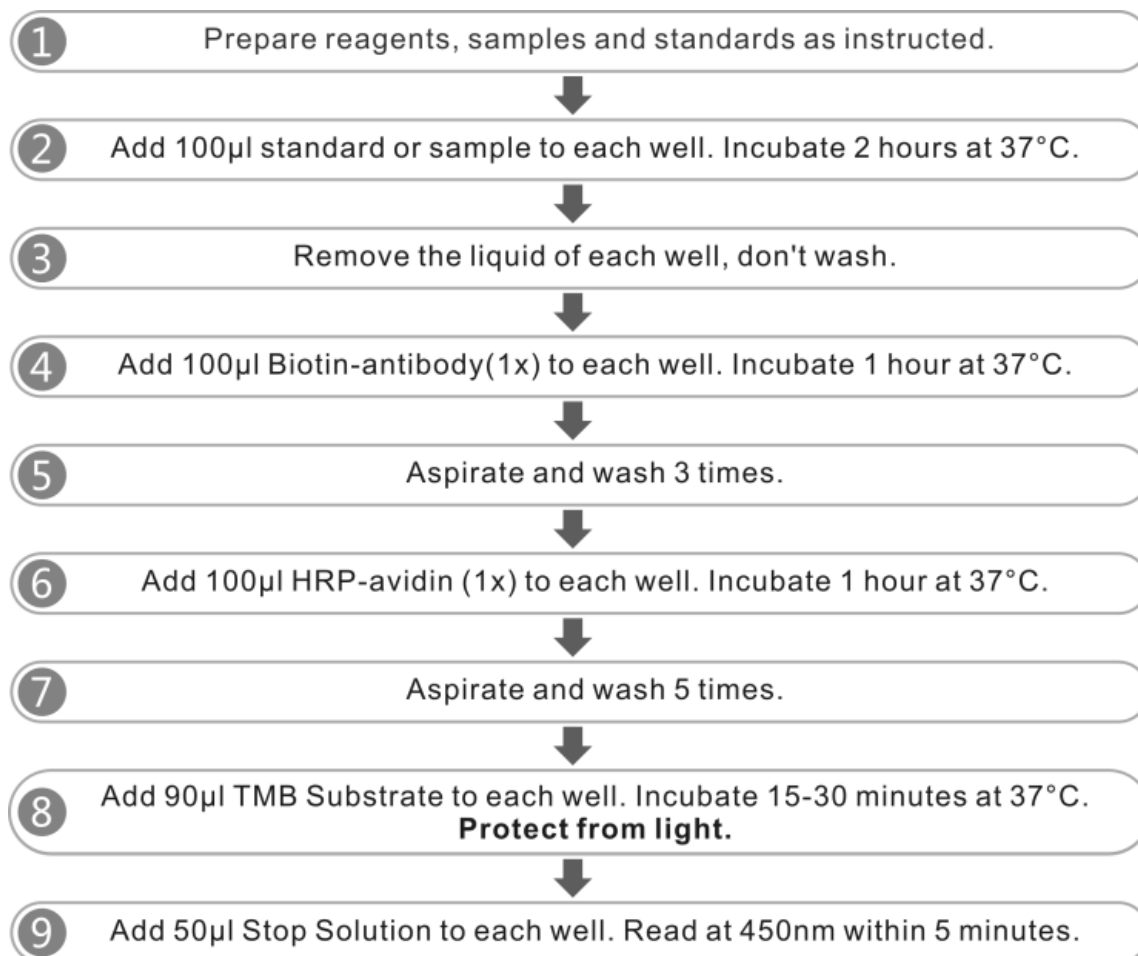 1 Prepare reagents, samples and standards as instructed.
2 Add 100μl standard or sample to each well. Incubate 2 hours at 37°C.
3 Remove the liquid of each well, don't wash.
4 Add 100μl Biotin-antibody(1x) to each well. Incubate 1 hour at 37°C.
5 Aspirate and wash 3 times.
6 Add 100μl HRP-avidin (1x) to each well. Incubate 1 hour at 37°C.
7 Aspirate and wash 5 times.
8 Add 90μl TMB Substrate to each well. Incubate 15-30 minutes at 37°C.
Protect from light.
9 Add 50μl Stop Solution to each well. Read at 450nm within 5 minutes.